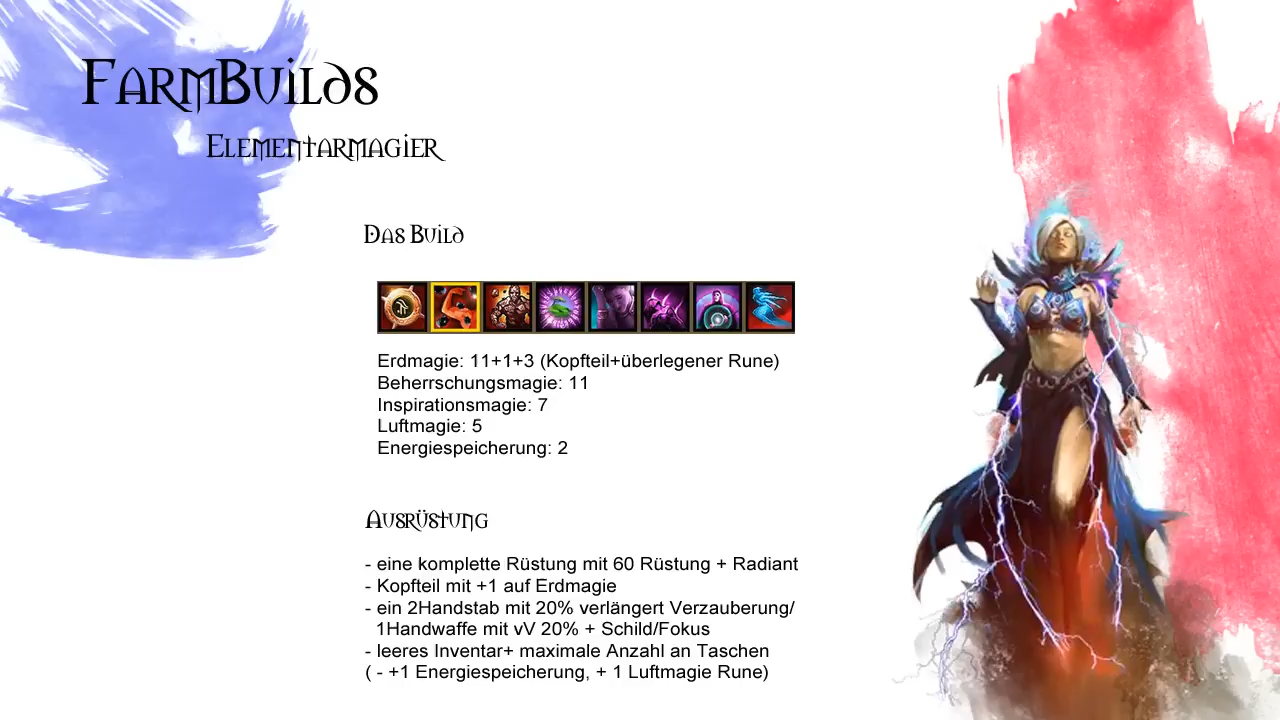 FarmBuilds
Elementarmagier
Das Build
Erdmagie: 11+1+3 (Kopfteil+überlegener Rune)
Beherrschungsmagie: 11
Inspirationsmagie: 7
Luftmagie: 5
Energiespeicherung: 2
Ausrüstung
- eine komplette Rüstung mit 60 Rüstung + Radiant
- Kopfteil mit +1 auf Erdmagie
- ein 2Handstab mit 20% verlängert Verzauberung/
1Handwaffe mit vV 20% + Schild/Fokus
- leeres Inventar+ maximale Anzahl an Taschen
( - +1 Energiespeicherung, + 1 Luftmagie Rune)